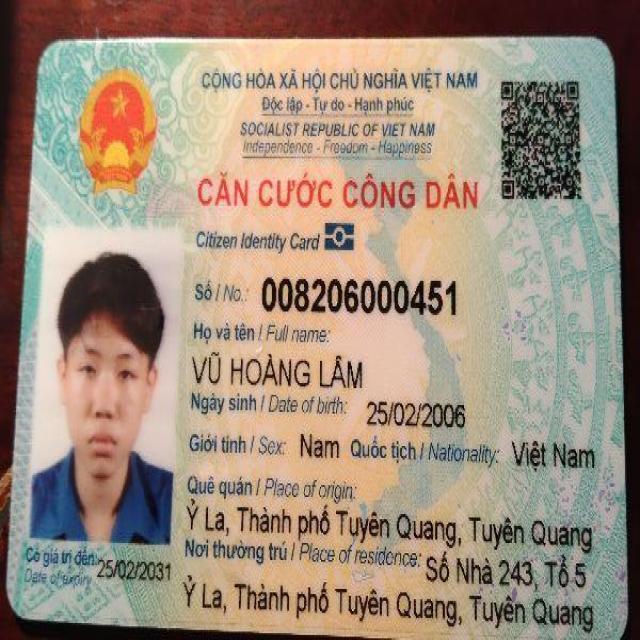 CỘNG HÒA XÃ HỘI CHỦ NGHĨA VIỆT NAM
Độc lập - Tự do - Hạnh phúc
SOCIALIST REPUBLIC OF VIET NAM
Independence - Freedom - Happiness
CĂN CƯỚC CÔNG DÂN
Citizen Identity Card
Số / No.: 008206000451
Họ và tên / Full name:
VŨ HOÀNG LÂM
Ngày sinh / Date of birth: 25/02/2006
Giới tính / Sex: Nam Quốc tịch / Nationality: Việt Nam
Quê quán / Place of origin:
Ỷ La, Thành phố Tuyên Quang, Tuyên Quang
Nơi thường trú / Place of residence: Số Nhà 243, Tổ 5
Ỷ La, Thành phố Tuyên Quang, Tuyên Quang
Có giá trị đến: 25/02/2031
Date of expiry